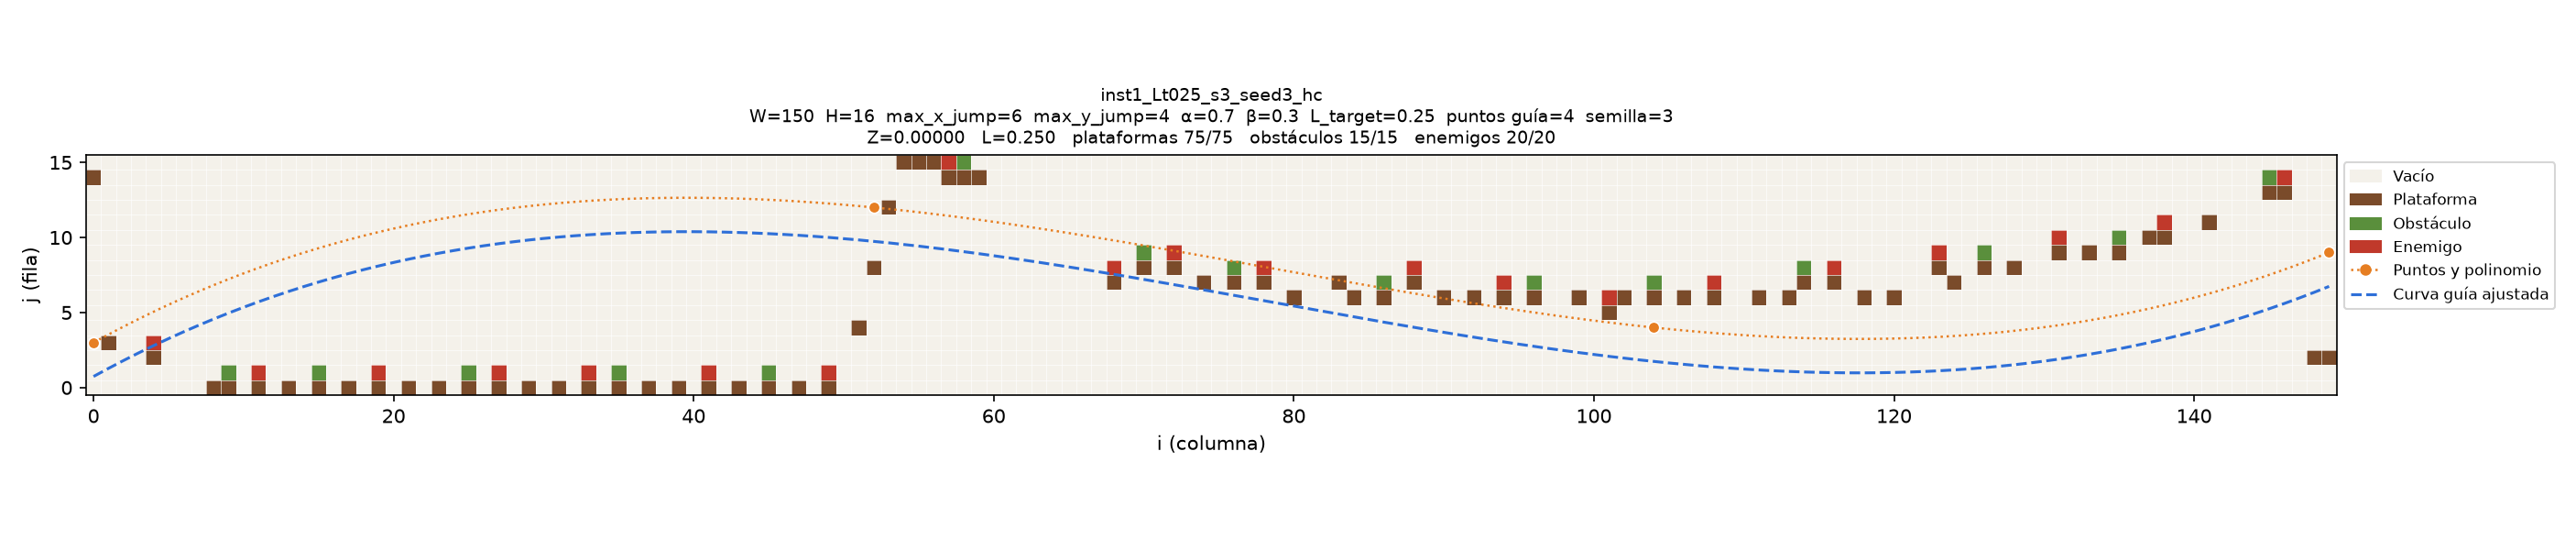 inst1_Lt025_s3_seed3_hc
W=150 H=16 max_x_jump=6 max_y_jump=4 α=0.7 β=0.3 L_target=0.25 puntos guía=4 semilla=3
Z=0.00000 L=0.250 plataformas 75/75 obstáculos 15/15 enemigos 20/20
15
10
5
0
j (fila)
0 20 40 60 80 100 120 140
i (columna)
Vacío
Plataforma
Obstáculo
Enemigo
Puntos y polinomio
Curva guía ajustada